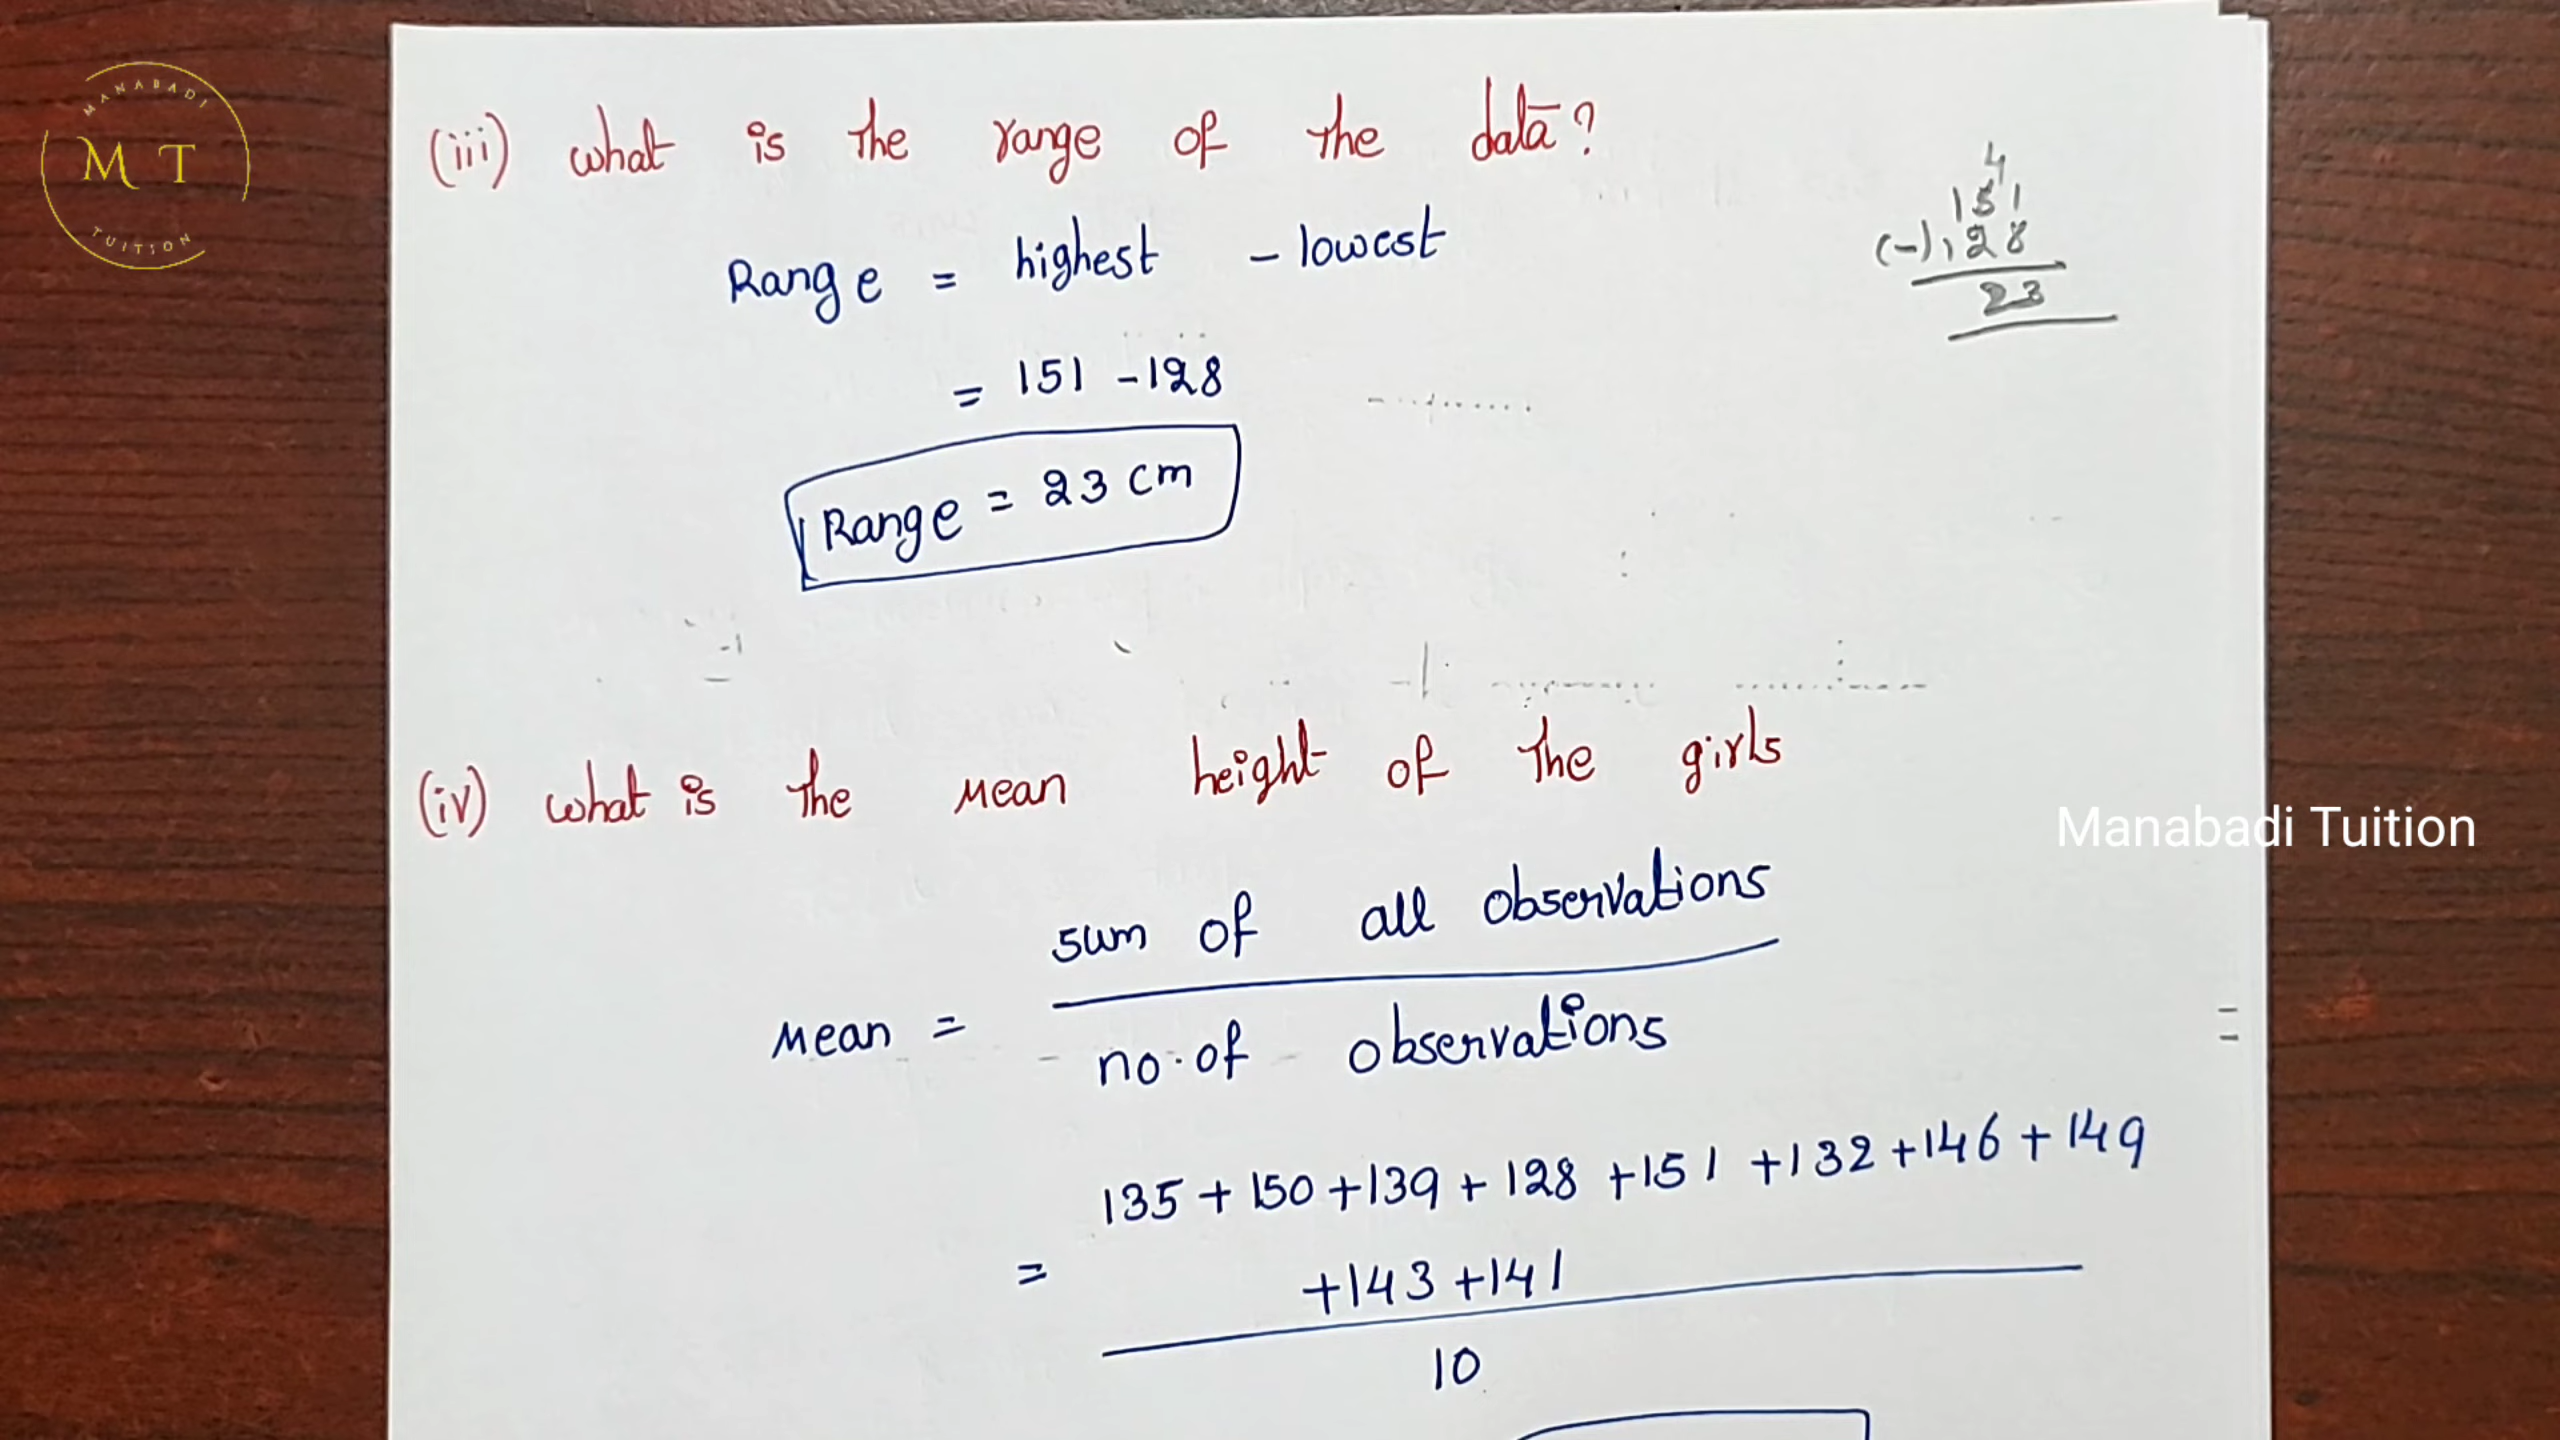 MANABADI
MT
TUITION
(iii) what is the range of the data?
Range = highest - lowest
= 151 - 128
Range = 23 cm
4
151
(-) 128
23
(iv) what is the mean height of the girls
Manabadi Tuition
sum of all observations
Mean =
no. of observations
135 + 150 + 139 + 128 + 151 + 132 + 146 + 149
=
+ 143 + 141
10